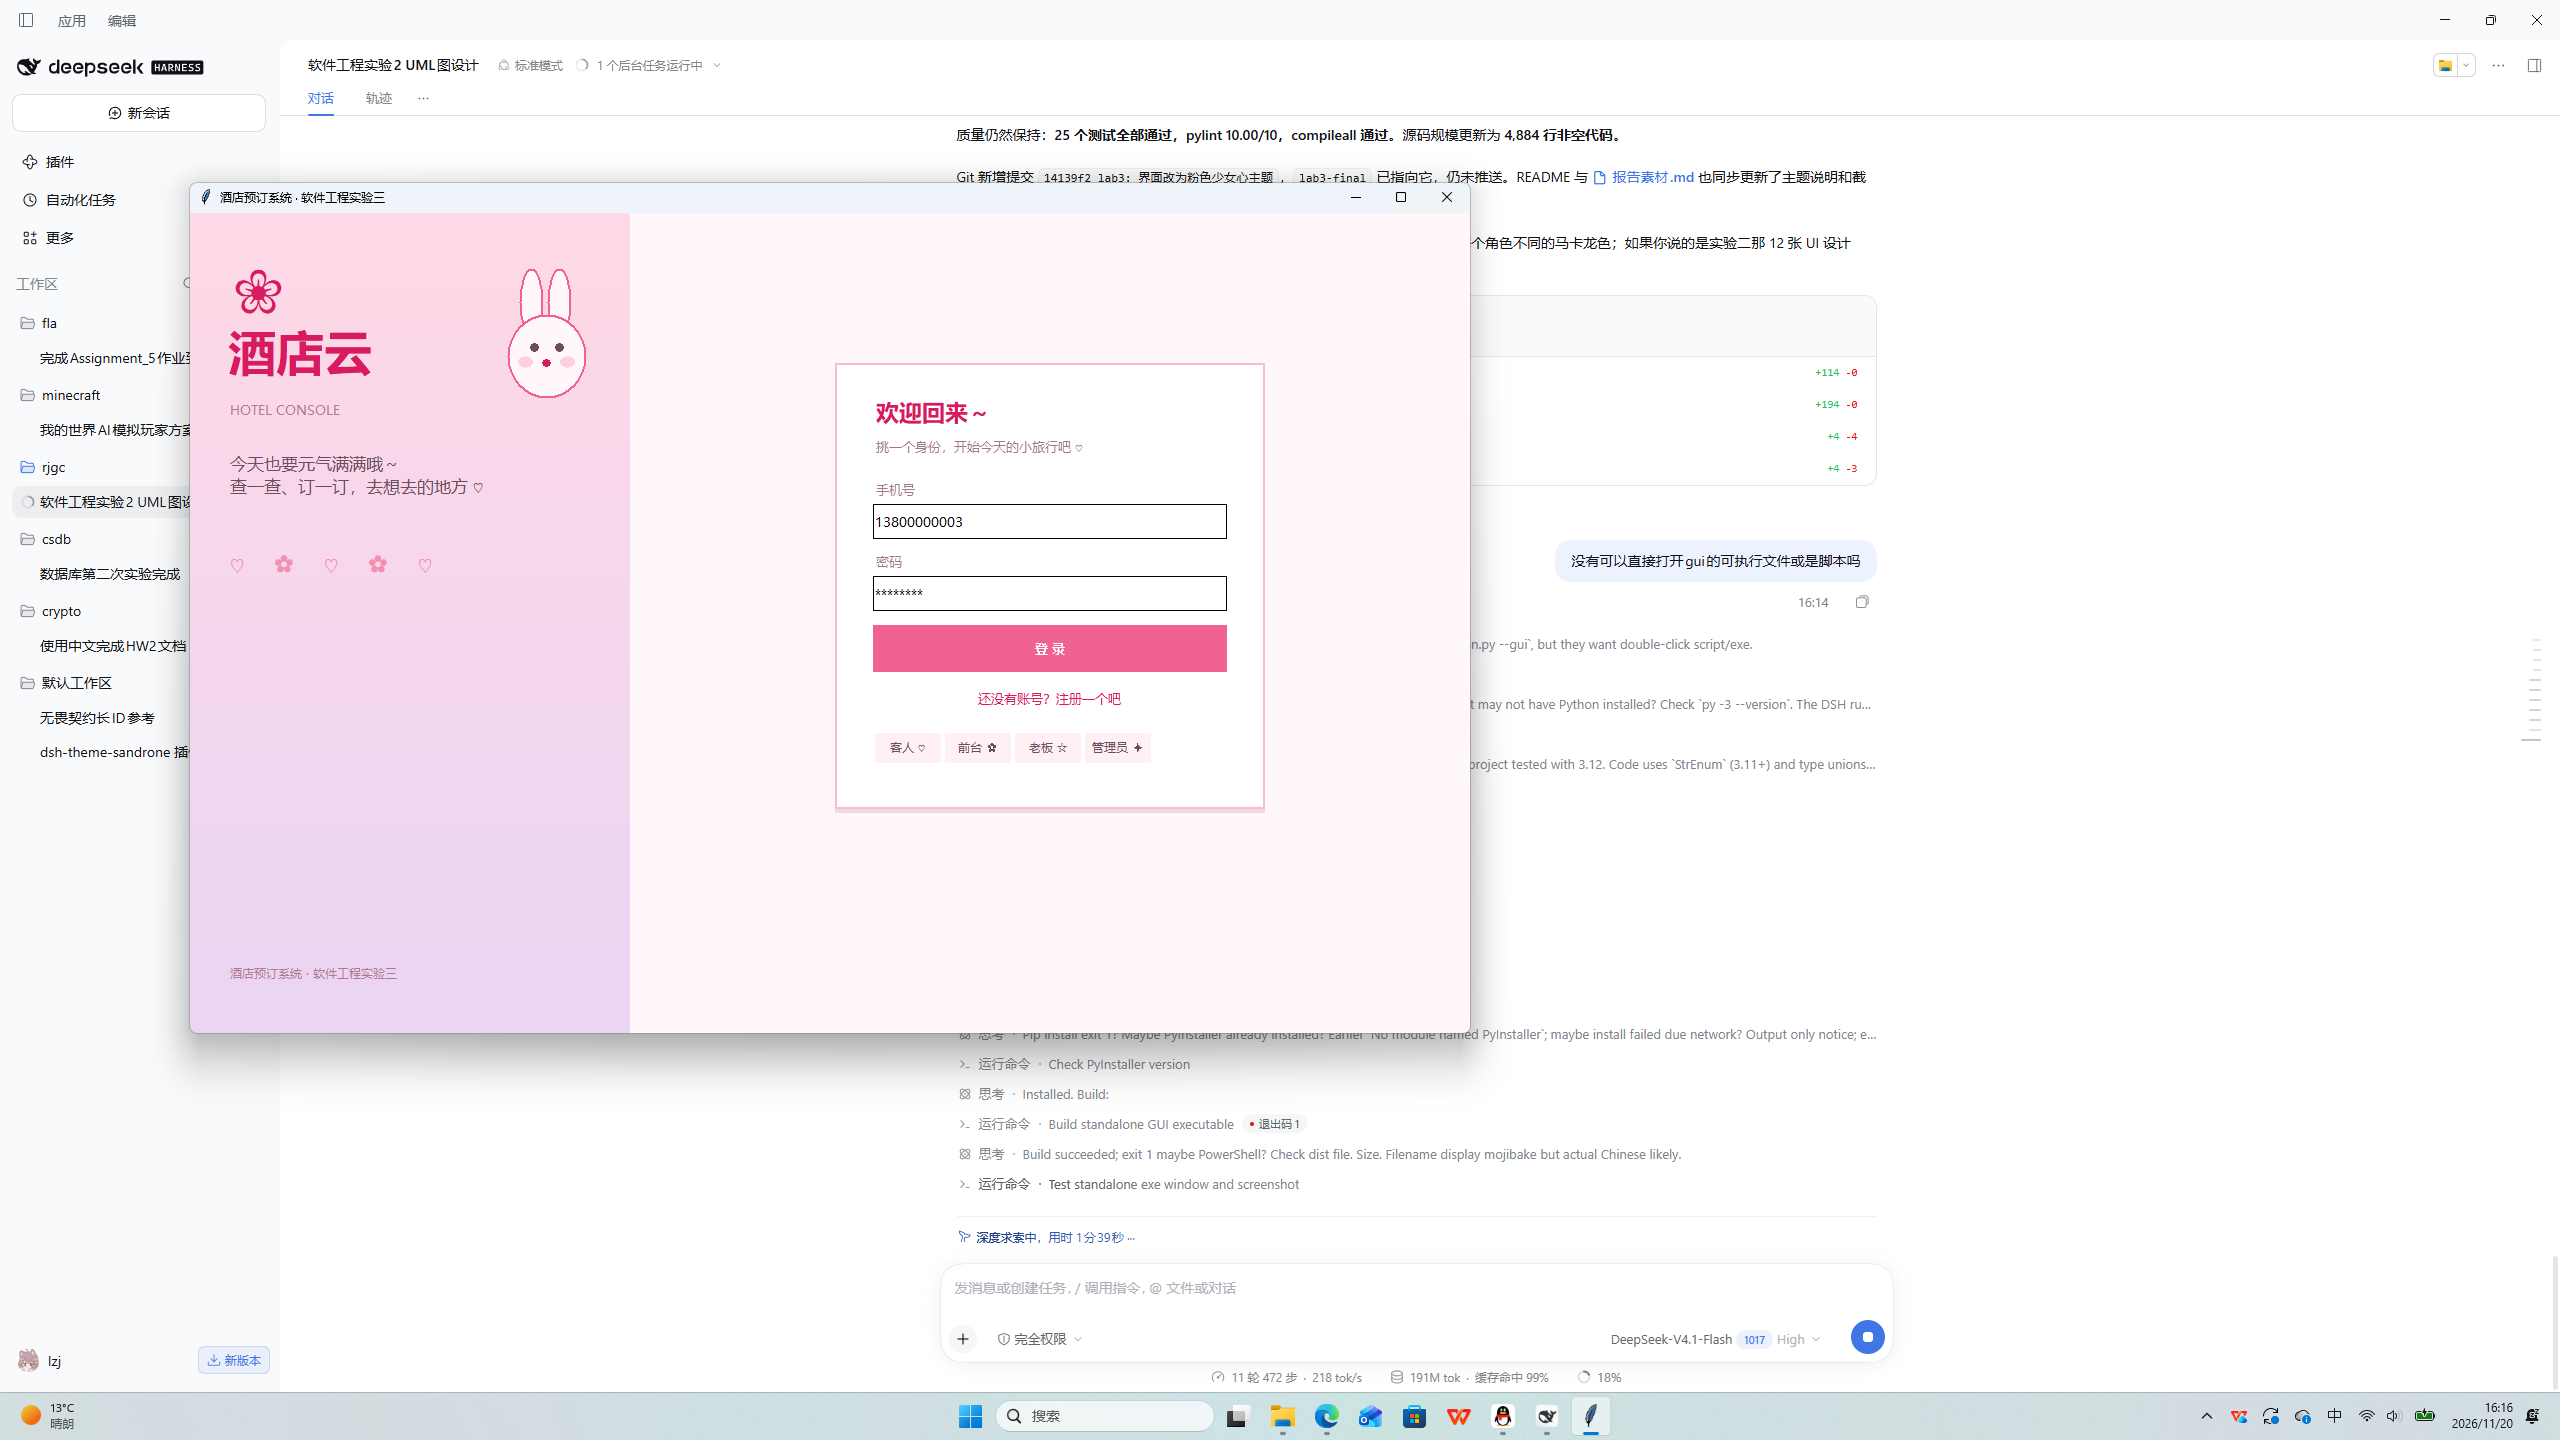 应用 编辑
deepseek HARNESS
新会话
插件
自动化任务
更多
工作区
fla
完成Assignment_5作业
minecraft
我的世界AI模拟玩家方
rjgc
软件工程实验2 UML图
csdb
数据库第二次实验完成
crypto
使用中文完成HW2文档
默认工作区
无畏契约长ID参考
dsh-theme-sandrone
lzj
新版本
软件工程实验2 UML图设计 标准模式 1 个后台任务运行中
对话 轨迹 ···
质量仍然保持：25 个测试全部通过，pylint 10.00/10，compileall 通过。源码规模更新为 4,884 行非空代码。
Git 新增提交 14139f2 lab3: 界面改为粉色少女心主题 ， lab3-final 已指向它，仍未推送。README 与 报告素材.md 也同步更新了主题说明和截
个角色不同的马卡龙色；如果你说的是实验二那 12 张 UI 设计
+114 -0
+194 -0
+4 -4
+4 -3
没有可以直接打开gui的可执行文件或是脚本吗
16:14
n.py --gui`, but they want double-click script/exe.
t may not have Python installed? Check `py -3 --version`. The DSH ru...
project tested with 3.12. Code uses `StrEnum` (3.11+) and type unions...
酒店预订系统 · 软件工程实验三
❀
酒店云
HOTEL CONSOLE
今天也要元气满满哦～
查一查、订一订，去想去的地方 ♡
♡ ✿ ♡ ✿ ♡
酒店预订系统 · 软件工程实验三
欢迎回来～
挑一个身份，开始今天的小旅行吧 ♡
手机号
13800000003
密码
********
登 录
还没有账号？注册一个吧
客人 ♡ 前台 ✿ 老板 ☆ 管理员 ✦
思考 · Pip install exit 1? Maybe PyInstaller already installed? Earlier `No module named PyInstaller`; maybe install failed due network? Output only notice; e...
运行命令 · Check PyInstaller version
思考 · Installed. Build:
运行命令 · Build standalone GUI executable 退出码 1
思考 · Build succeeded; exit 1 maybe PowerShell? Check dist file. Size. Filename display mojibake but actual Chinese likely.
运行命令 · Test standalone exe window and screenshot
深度求索中，用时 1分39秒 ···
发消息或创建任务, / 调用指令, @ 文件或对话
完全权限
DeepSeek-V4.1-Flash 1017 High
11 轮 472 步 · 218 tok/s 191M tok · 缓存命中 99% 18%
13°C
晴朗
搜索
中
16:16
2026/11/20